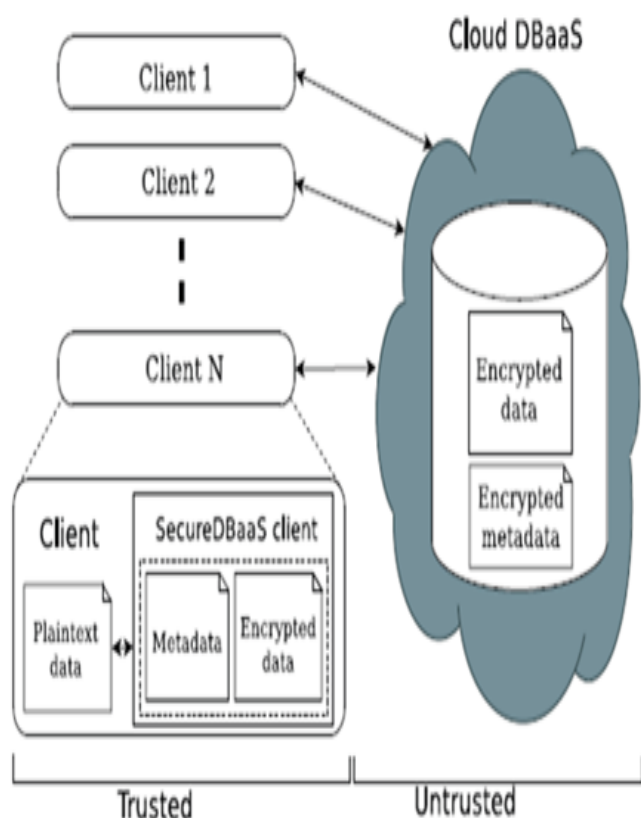 Cloud DBaaS
Client 1
Client 2
Client N
Client
SecureDBaaS client
Plaintext
data
Metadata
Encrypted
data
Encrypted
data
Encrypted
metadata
Trusted
Untrusted